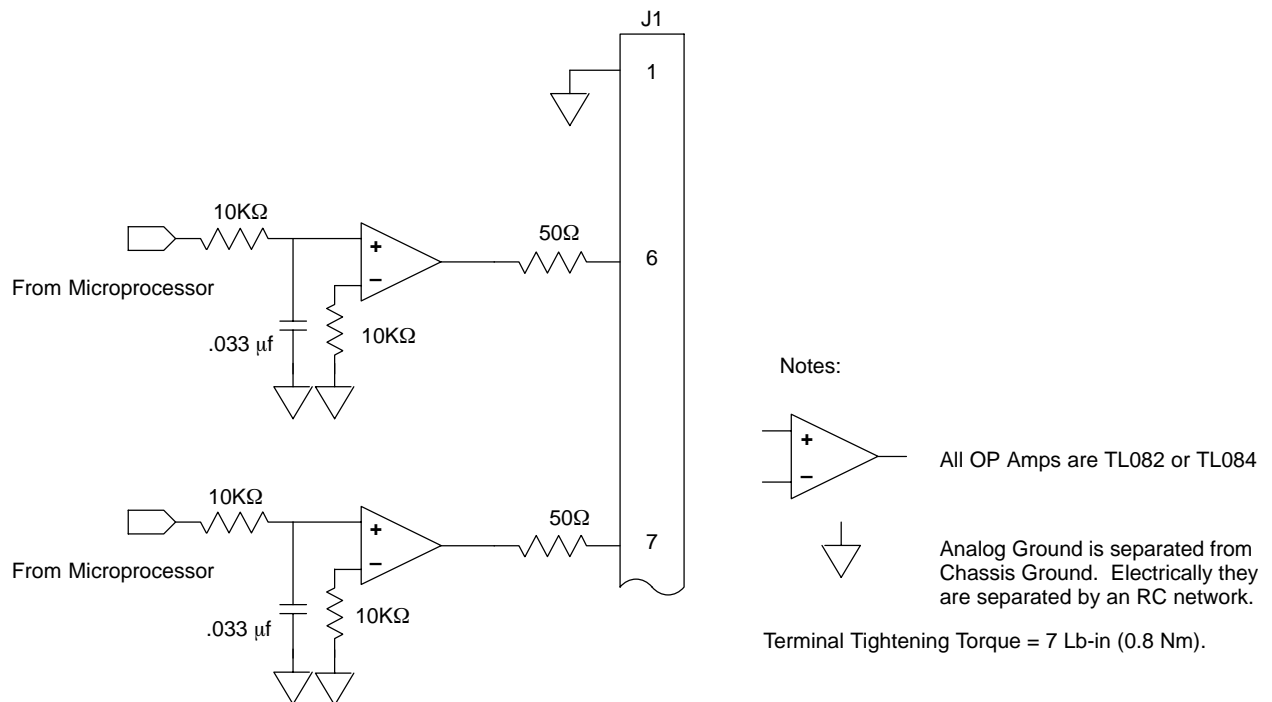 J1
1
10KΩ
+
−
50Ω
6
From Microprocessor
.033 μf
10KΩ
10KΩ
+
−
50Ω
7
From Microprocessor
.033 μf
10KΩ
Notes:
+
−
All OP Amps are TL082 or TL084
Analog Ground is separated from
Chassis Ground. Electrically they
are separated by an RC network.
Terminal Tightening Torque = 7 Lb-in (0.8 Nm).